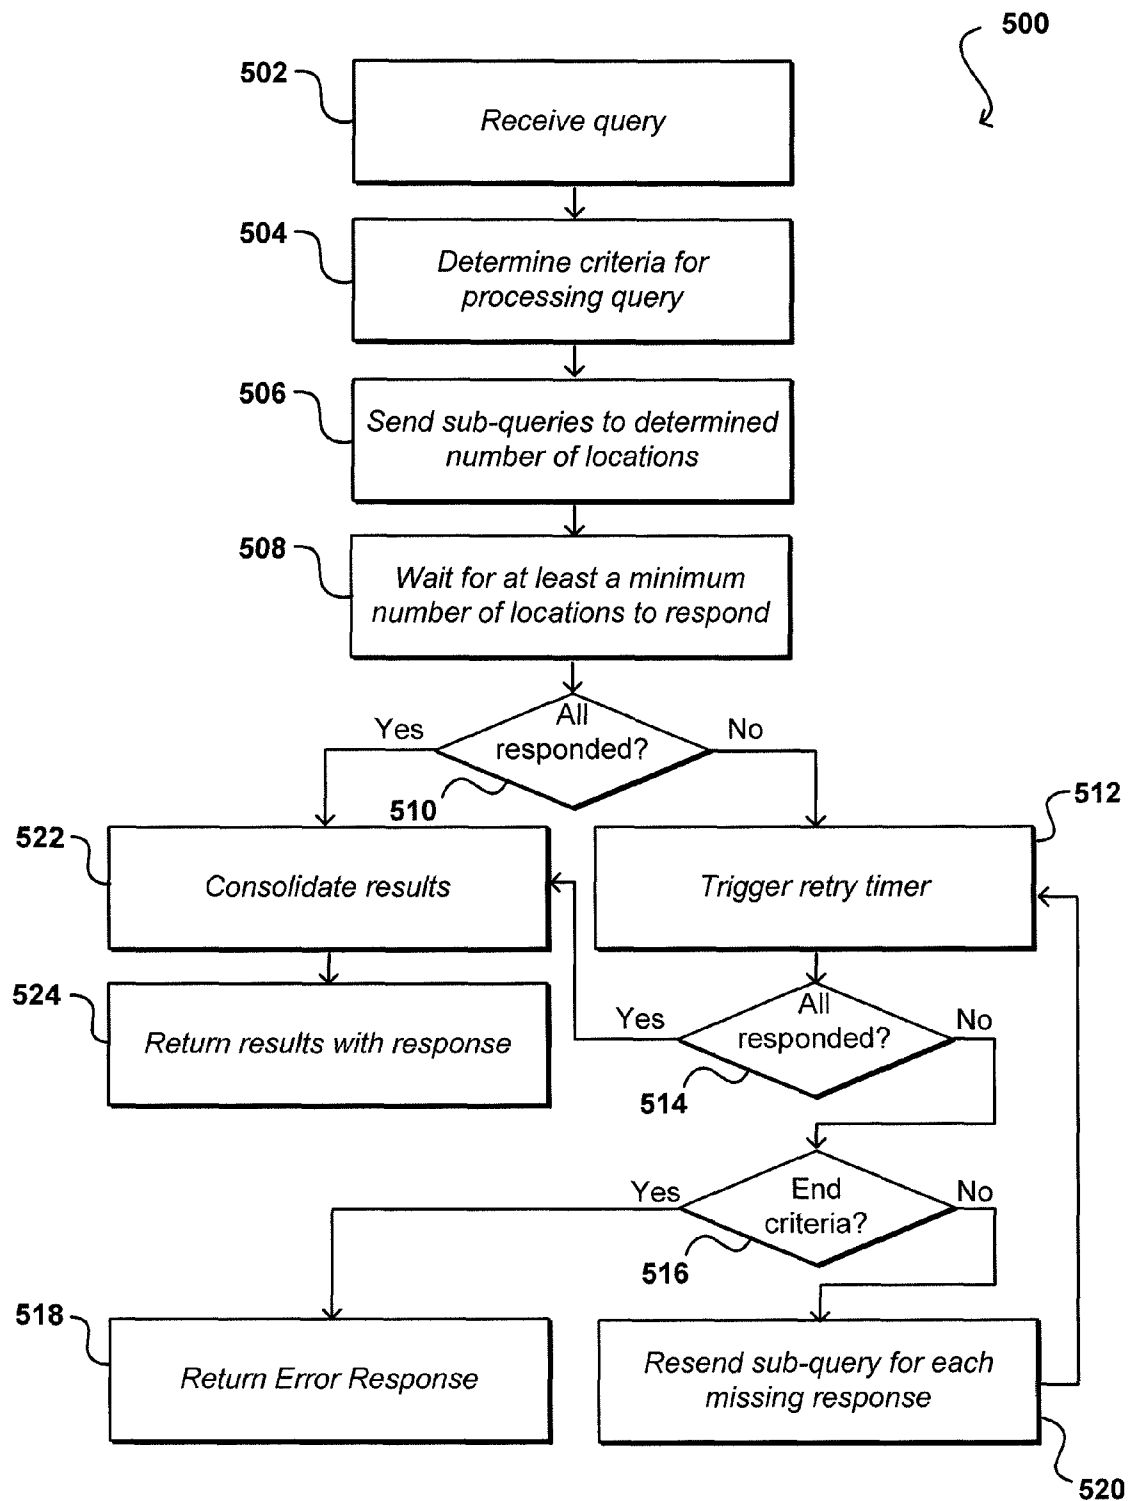 500
502
Receive query
504
Determine criteria for
processing query
506
Send sub-queries to determined
number of locations
508
Wait for at least a minimum
number of locations to respond
Yes
All
responded?
No
510
512
522
Consolidate results
Trigger retry timer
524
Return results with response
Yes
All
responded?
No
514
Yes
End
criteria?
No
516
518
Return Error Response
Resend sub-query for each
missing response
520